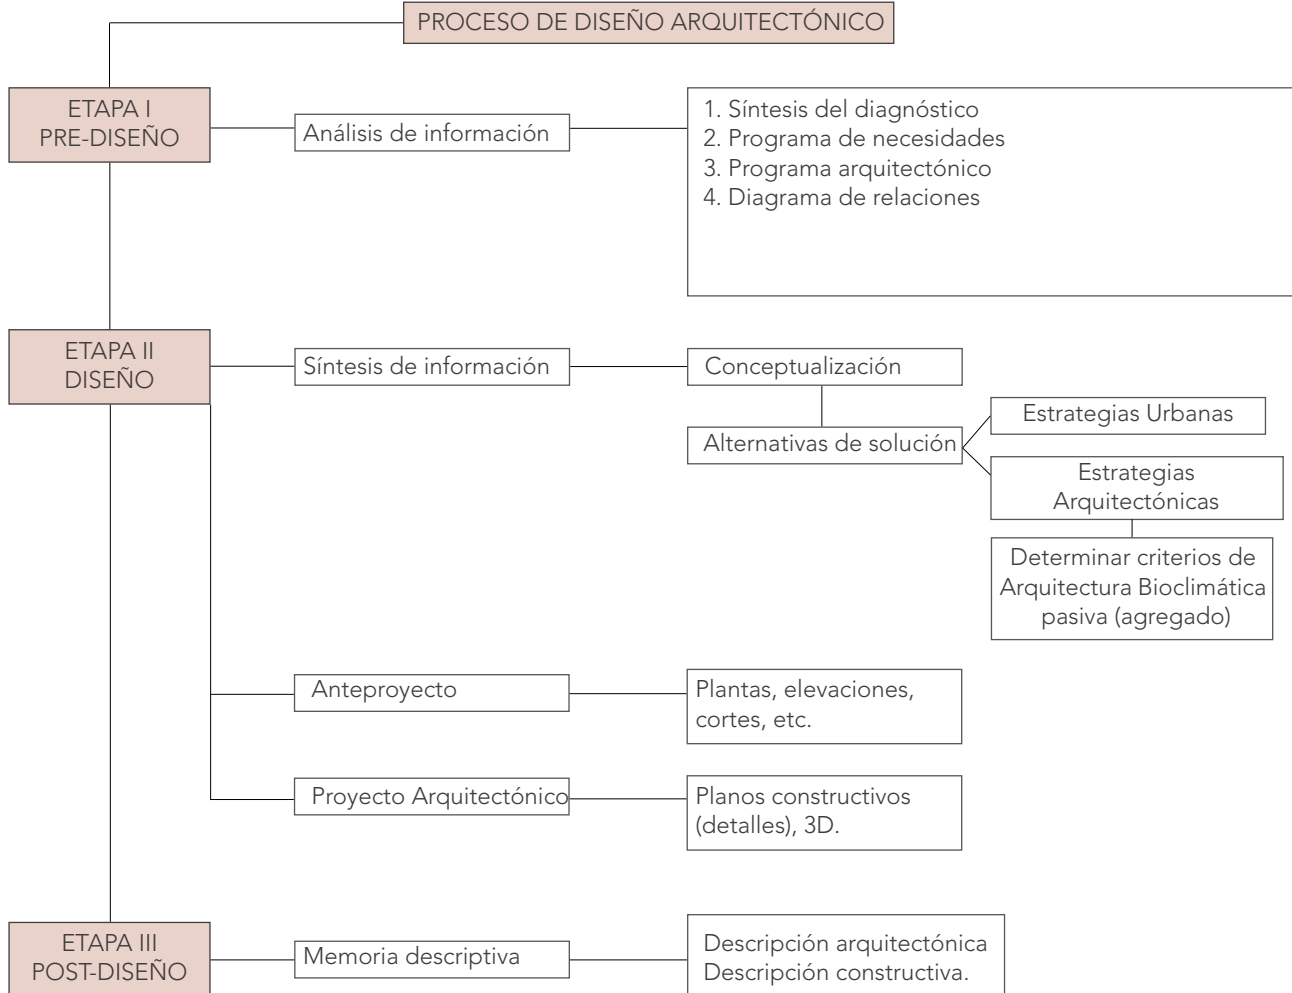 PROCESO DE DISEÑO ARQUITECTÓNICO
ETAPA I
PRE-DISEÑO
Análisis de información
1. Síntesis del diagnóstico
2. Programa de necesidades
3. Programa arquitectónico
4. Diagrama de relaciones
ETAPA II
DISEÑO
Síntesis de información
Conceptualización
Alternativas de solución
Estrategias Urbanas
Estrategias
Arquitectónicas
Determinar criterios de
Arquitectura Bioclimática
pasiva (agregado)
Anteproyecto
Plantas, elevaciones,
cortes, etc.
Proyecto Arquitectónico
Planos constructivos
(detalles), 3D.
ETAPA III
POST-DISEÑO
Memoria descriptiva
Descripción arquitectónica
Descripción constructiva.